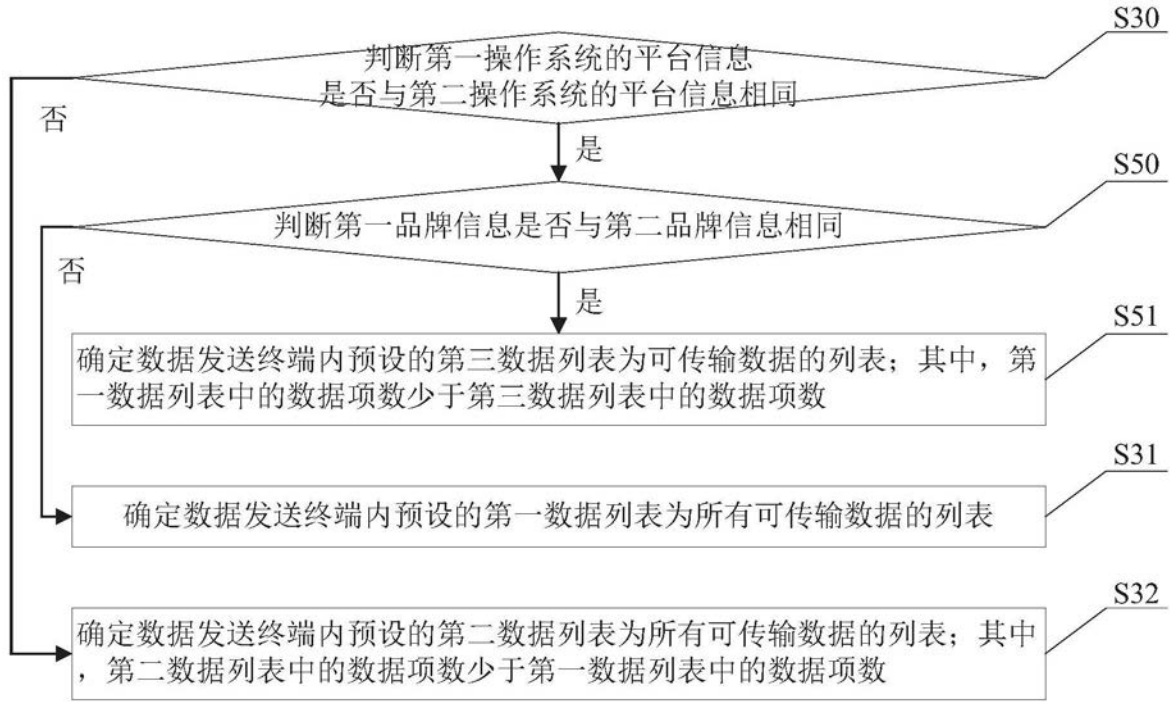 S30
判断第一操作系统的平台信息
是否与第二操作系统的平台信息相同
否
是
S50
判断第一品牌信息是否与第二品牌信息相同
否
是
S51
确定数据发送终端内预设的第三数据列表为可传输数据的列表；其中，第
一数据列表中的数据项数少于第三数据列表中的数据项数
S31
确定数据发送终端内预设的第一数据列表为所有可传输数据的列表
S32
确定数据发送终端内预设的第二数据列表为所有可传输数据的列表；其中
，第二数据列表中的数据项数少于第一数据列表中的数据项数